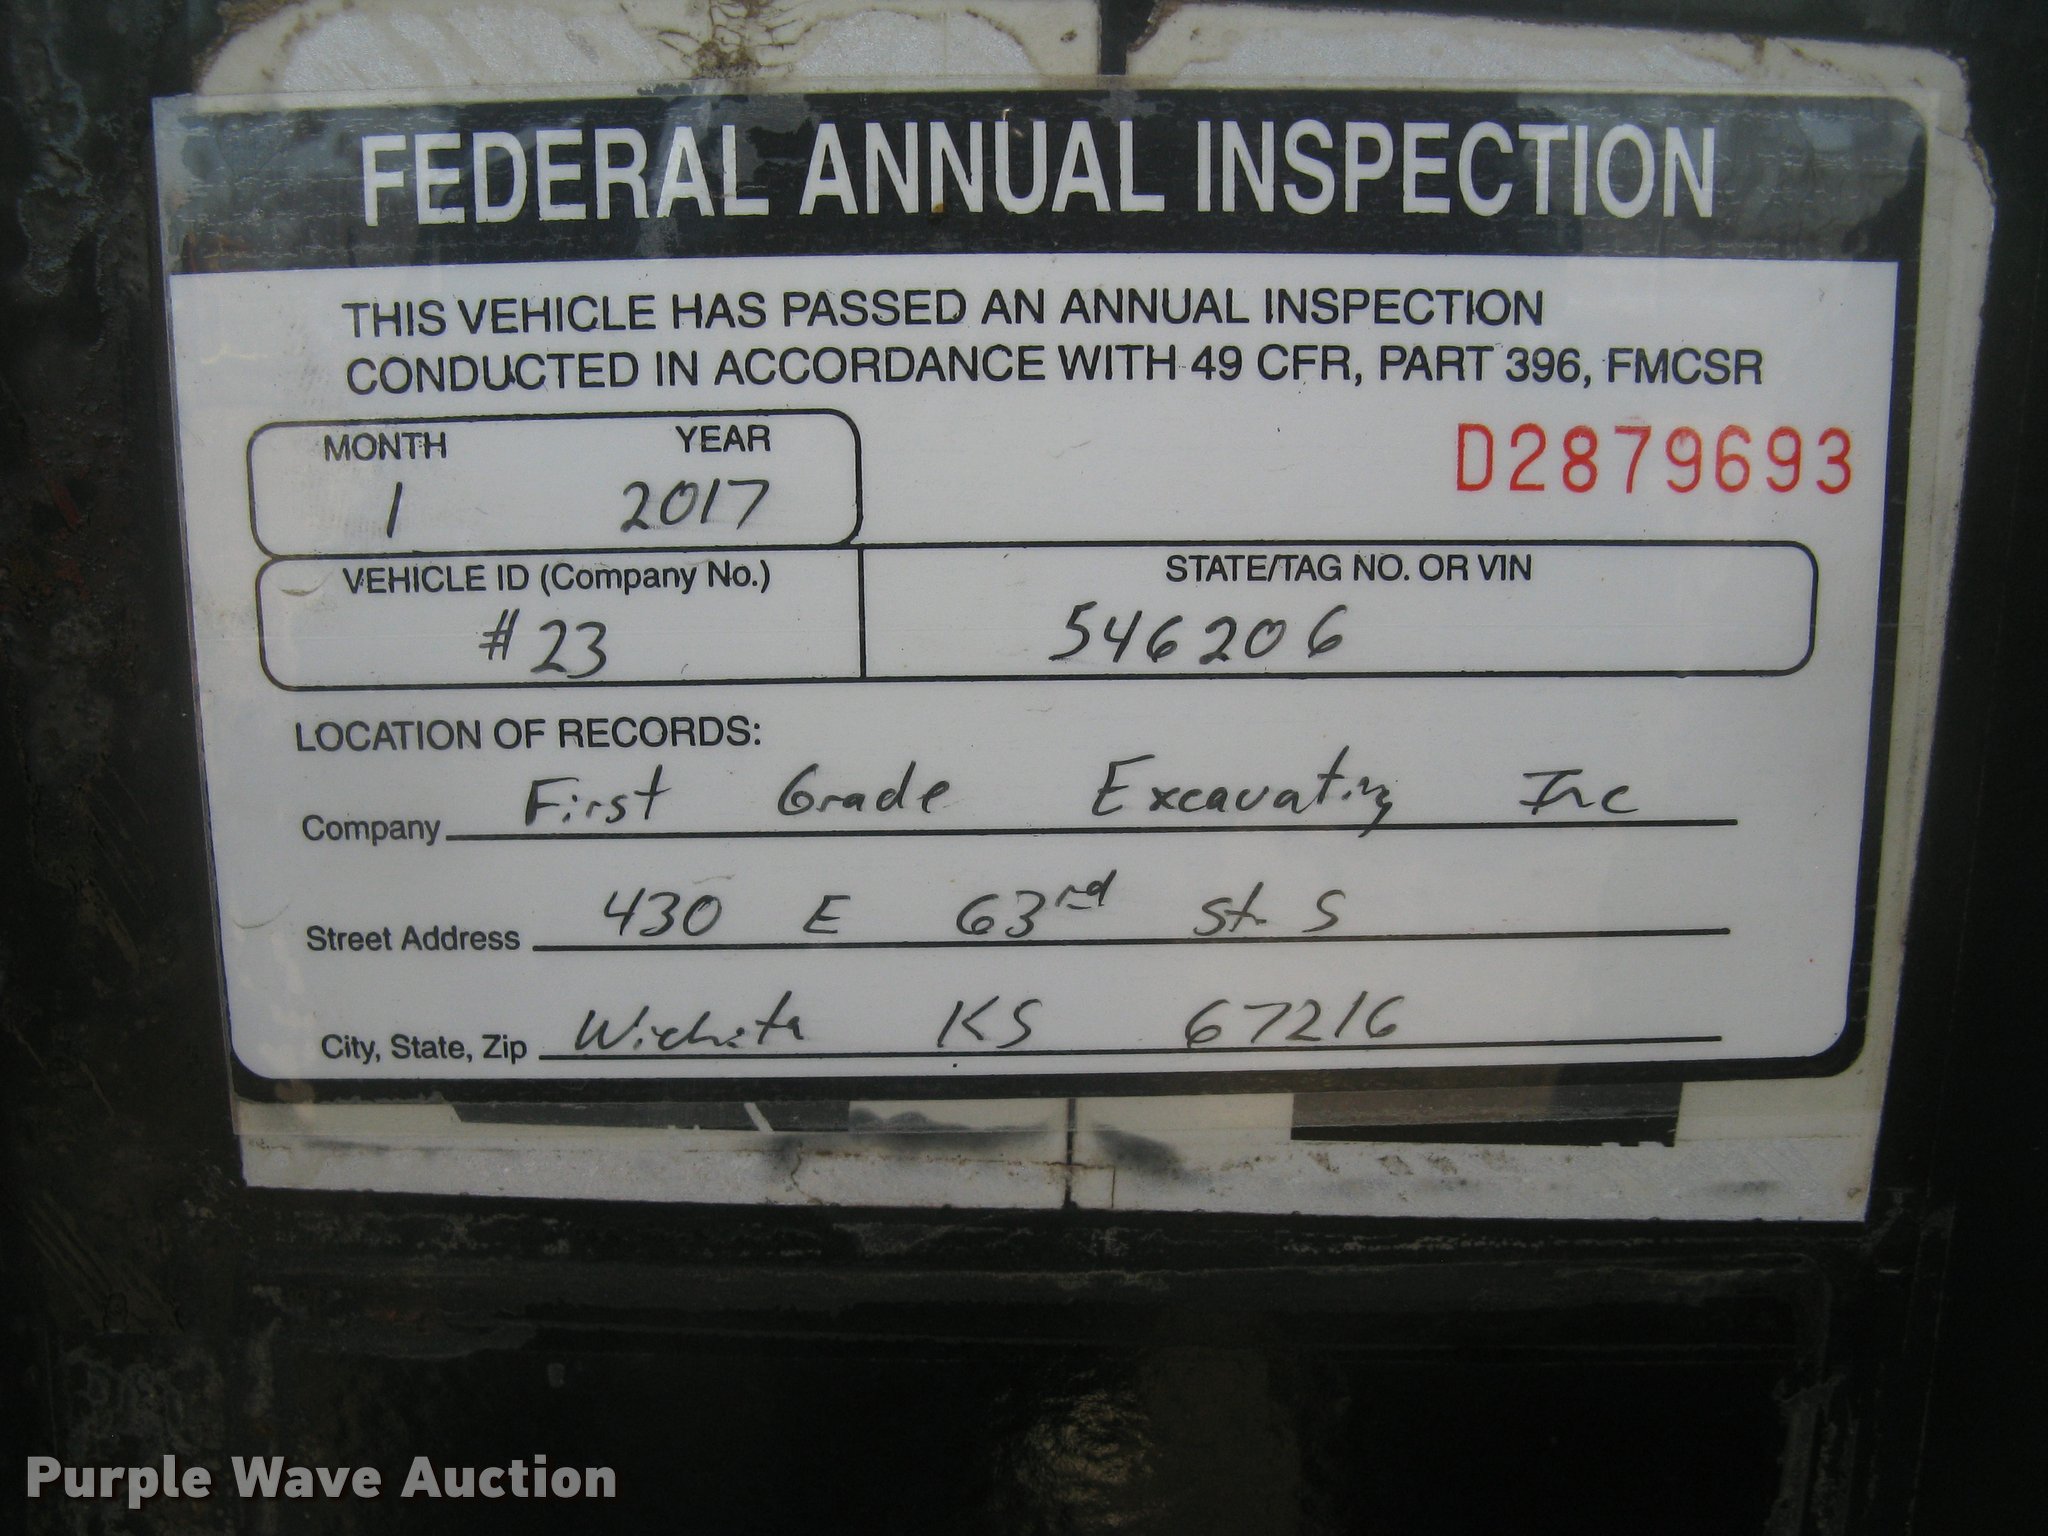 FEDERAL ANNUAL INSPECTION
THIS VEHICLE HAS PASSED AN ANNUAL INSPECTION
CONDUCTED IN ACCORDANCE WITH 49 CFR, PART 396, FMCSR
MONTH YEAR
1 2017
D2879693
VEHICLE ID (Company No.) STATE/TAG NO. OR VIN
#23 546206
LOCATION OF RECORDS:
Company First Grade Excavating Inc
Street Address 430 E 63rd St. S
City, State, Zip Wichita KS 67216
Purple Wave Auction